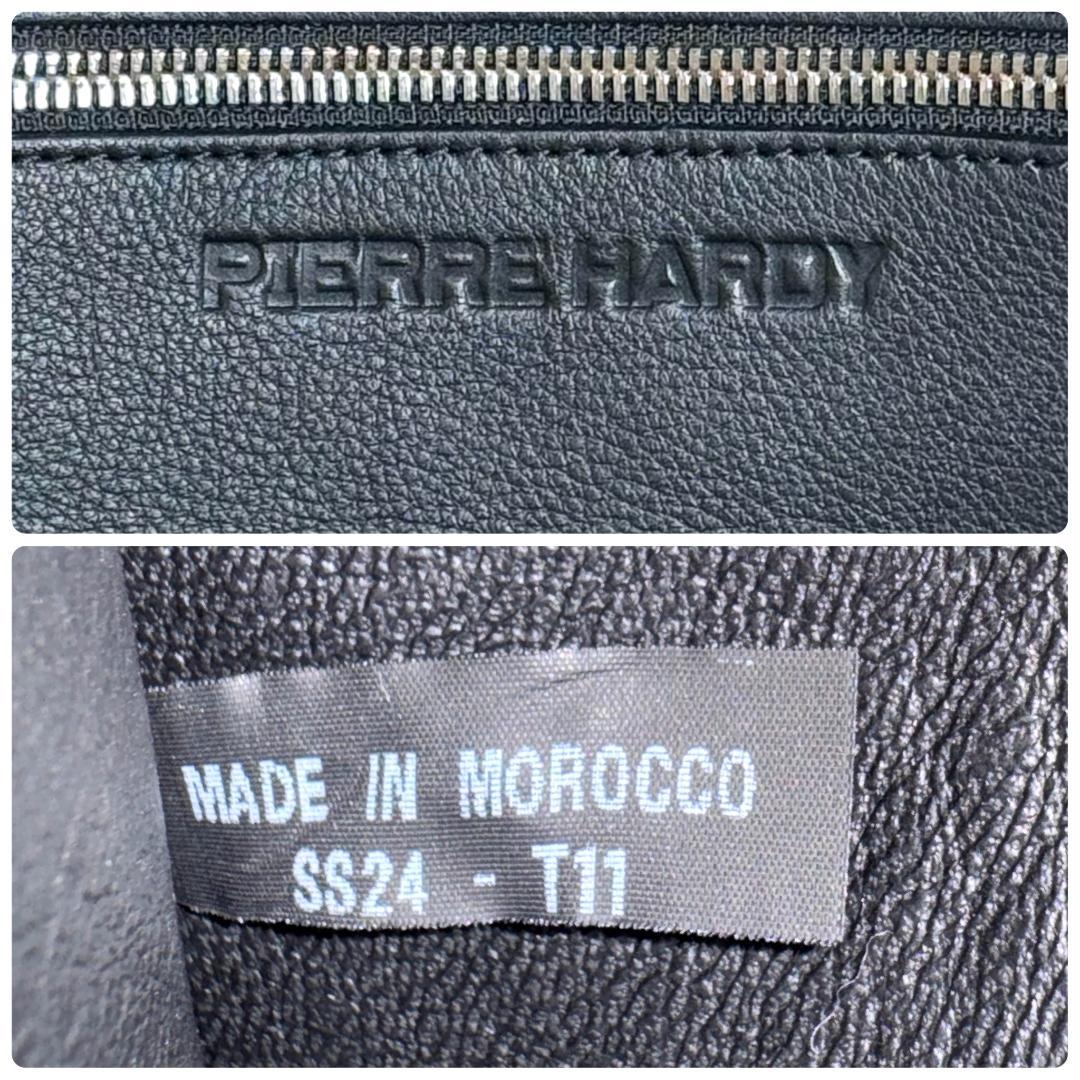 PIERRE HARDY
MADE IN MOROCCO
SS24 - T11